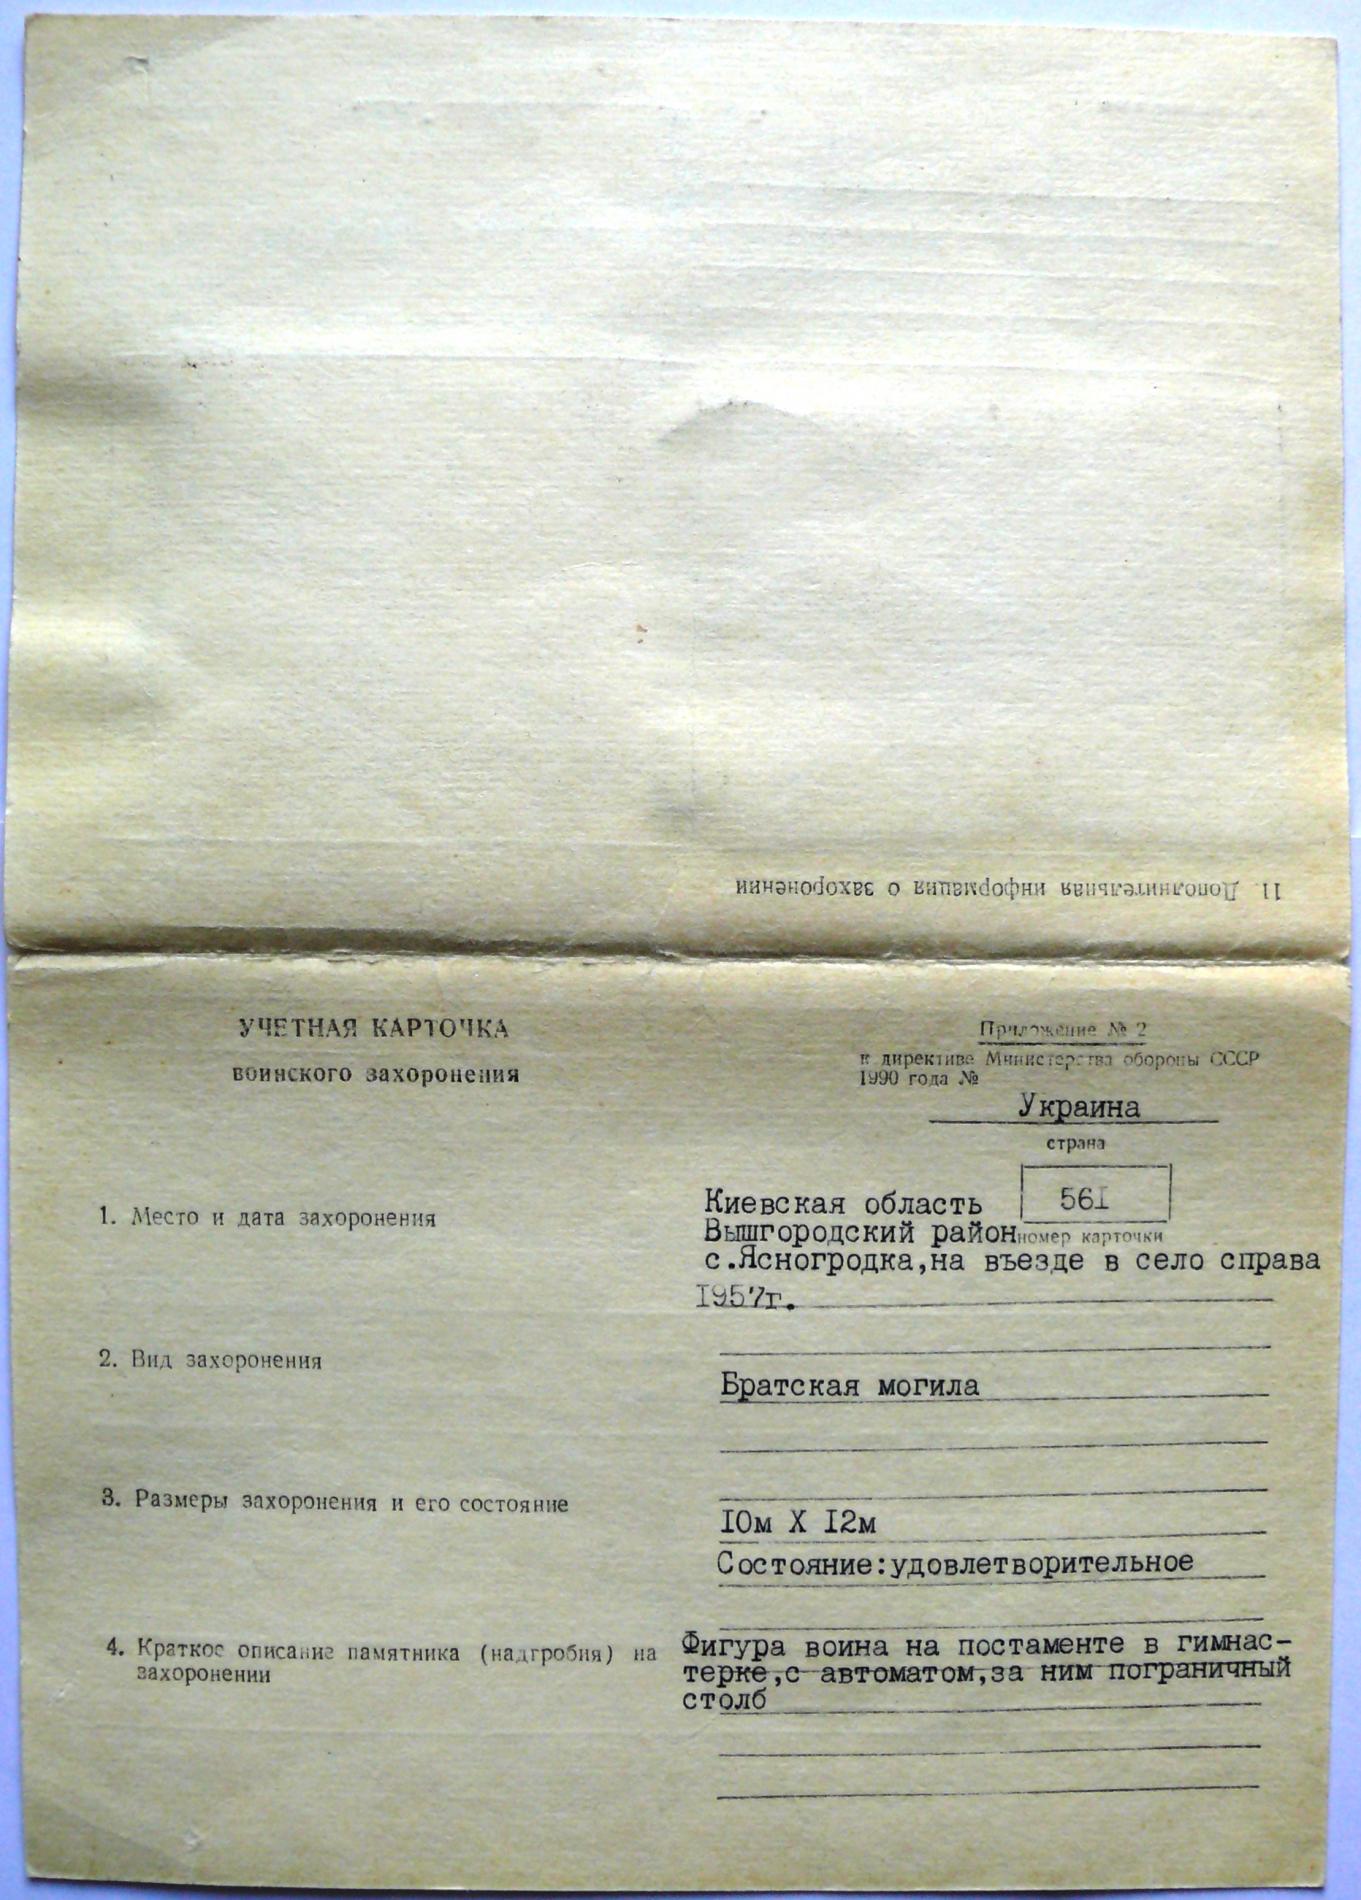 11. Дополнительная информация о захоронении
УЧЕТНАЯ КАРТОЧКА
воинского захоронения
Приложение № 2
к директиве Министерства обороны СССР
1990 года №
Украина
страна
561
номер карточки
1. Место и дата захоронения
Киевская область
Вышгородский район
с.Ясногродка,на въезде в село справа
1957г.
2. Вид захоронения
Братская могила
3. Размеры захоронения и его состояние
10м X 12м
Состояние:удовлетворительное
4. Краткое описание памятника (надгробия) на
захоронении
Фигура воина на постаменте в гимнас-
терке,с автоматом,за ним пограничный
столб